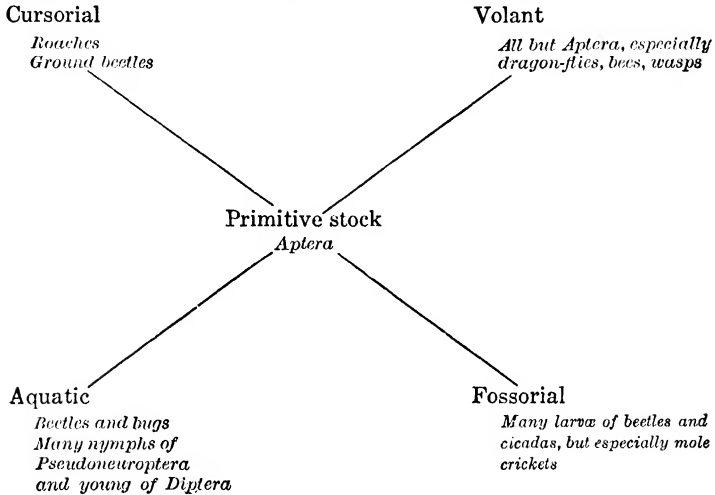 Cursorial
Roaches
Ground beetles
Volant
All but Aptera, especially
dragon-flies, bees, wasps
Primitive stock
Aptera
Aquatic
Beetles and bugs
Many nymphs of
Pseudoneuroptera
and young of Diptera
Fossorial
Many larvæ of beetles and
cicadas, but especially mole
crickets